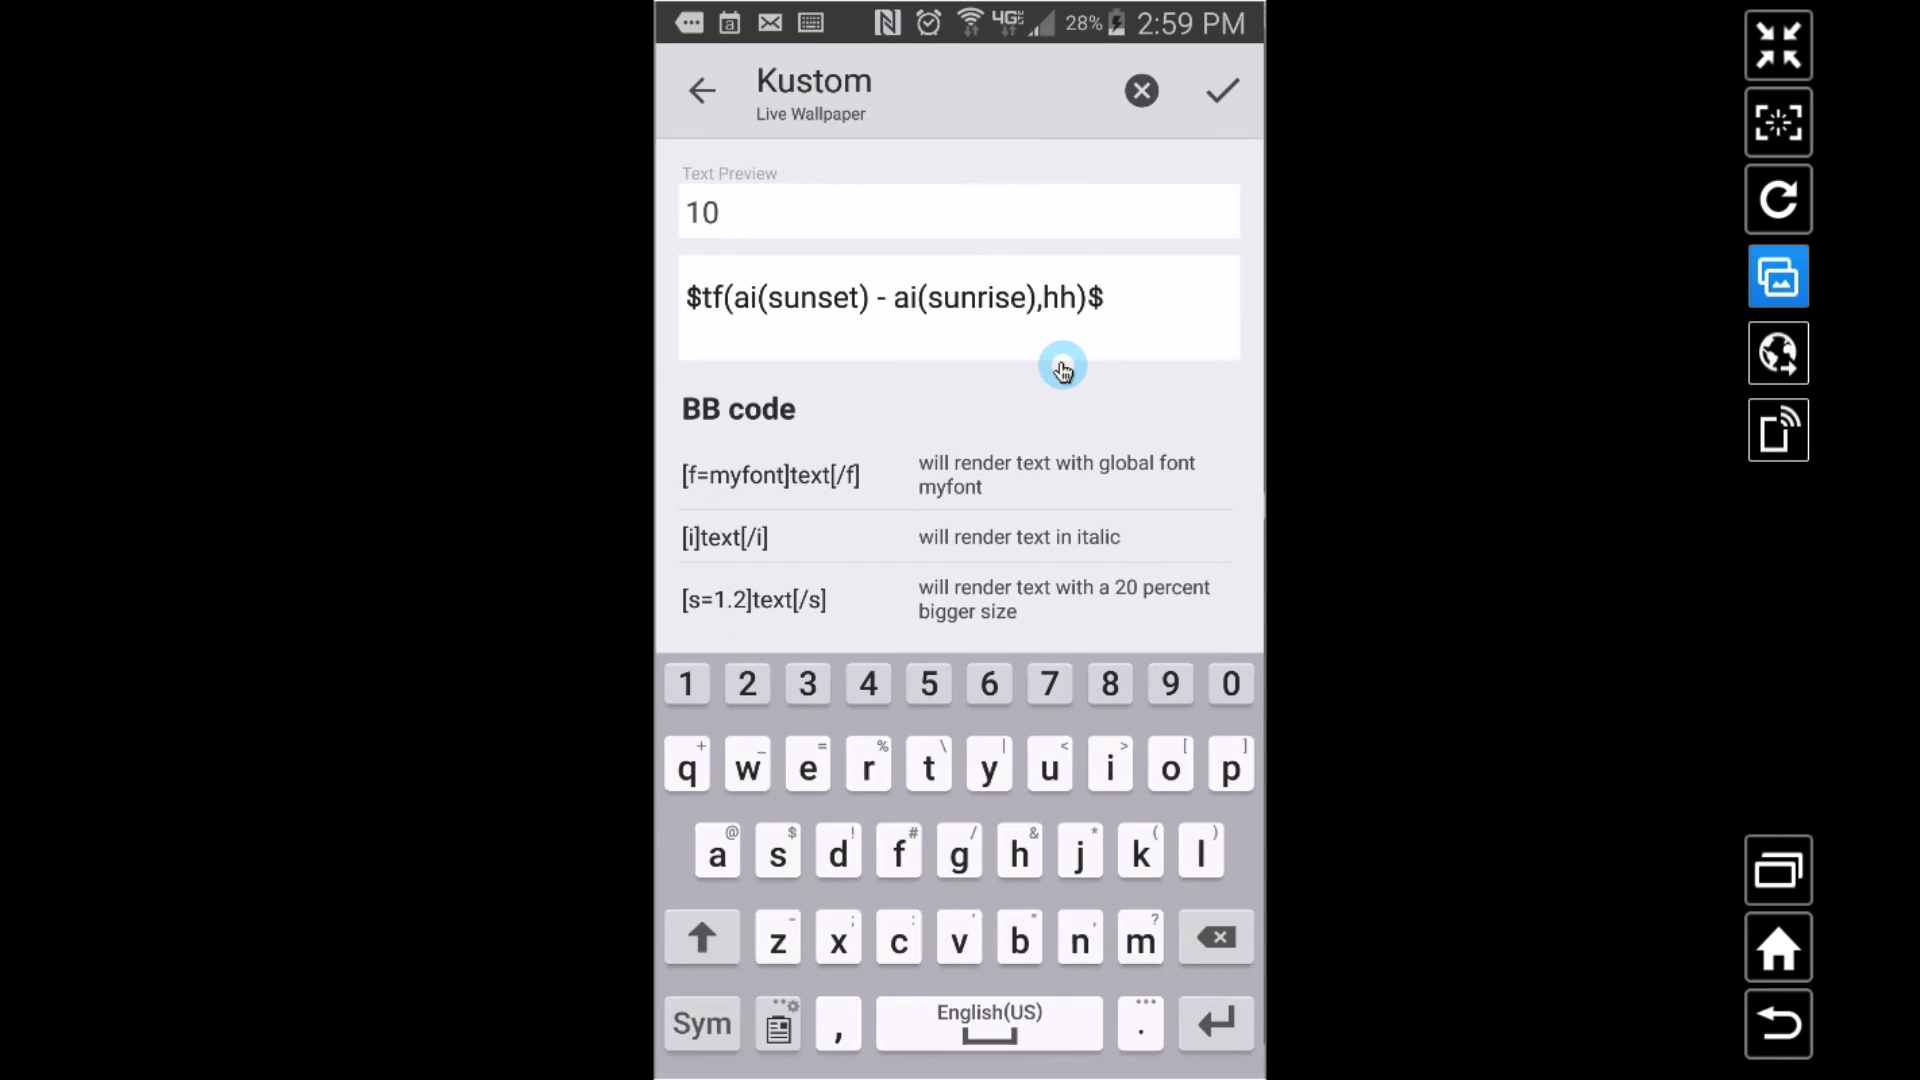 28% 2:59 PM
Kustom
Live Wallpaper
Text Preview
10
$tf(ai(sunset) - ai(sunrise),hh)$
BB code
[f=myfont]text[/f] will render text with global font
myfont
[i]text[/i] will render text in italic
[s=1.2]text[/s] will render text with a 20 percent
bigger size
1 2 3 4 5 6 7 8 9 0
+ _ = % \ | < > [ ]
q w e r t y u i o p
@ $ ! # / & * ( )
a s d f g h j k l
- ; : ' " , ?
z x c v b n m
Sym , English(US) .